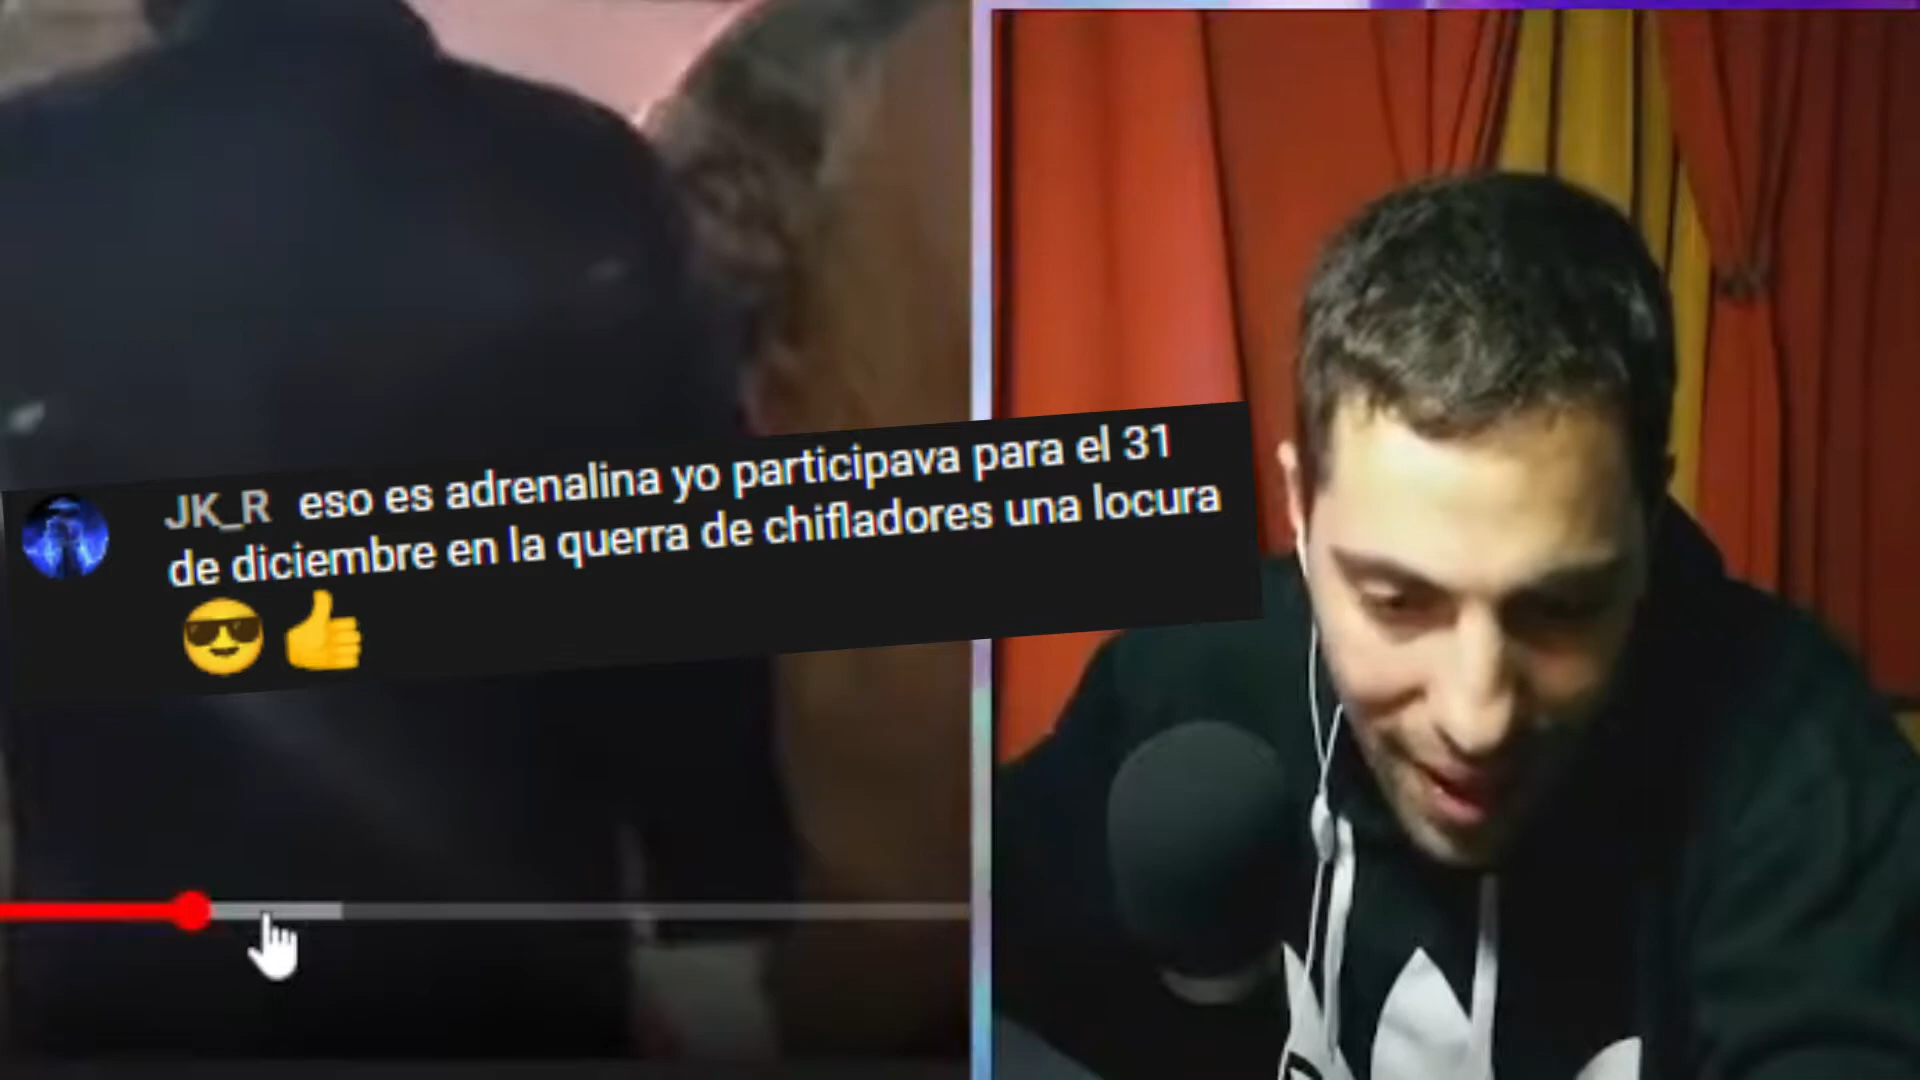 JK_R eso es adrenalina yo participava para el 31
de diciembre en la querra de chifladores una locura
😎👍